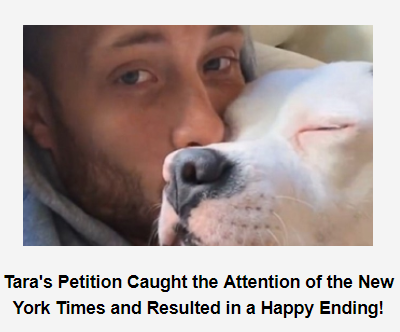 Tara's Petition Caught the Attention of the New
York Times and Resulted in a Happy Ending!